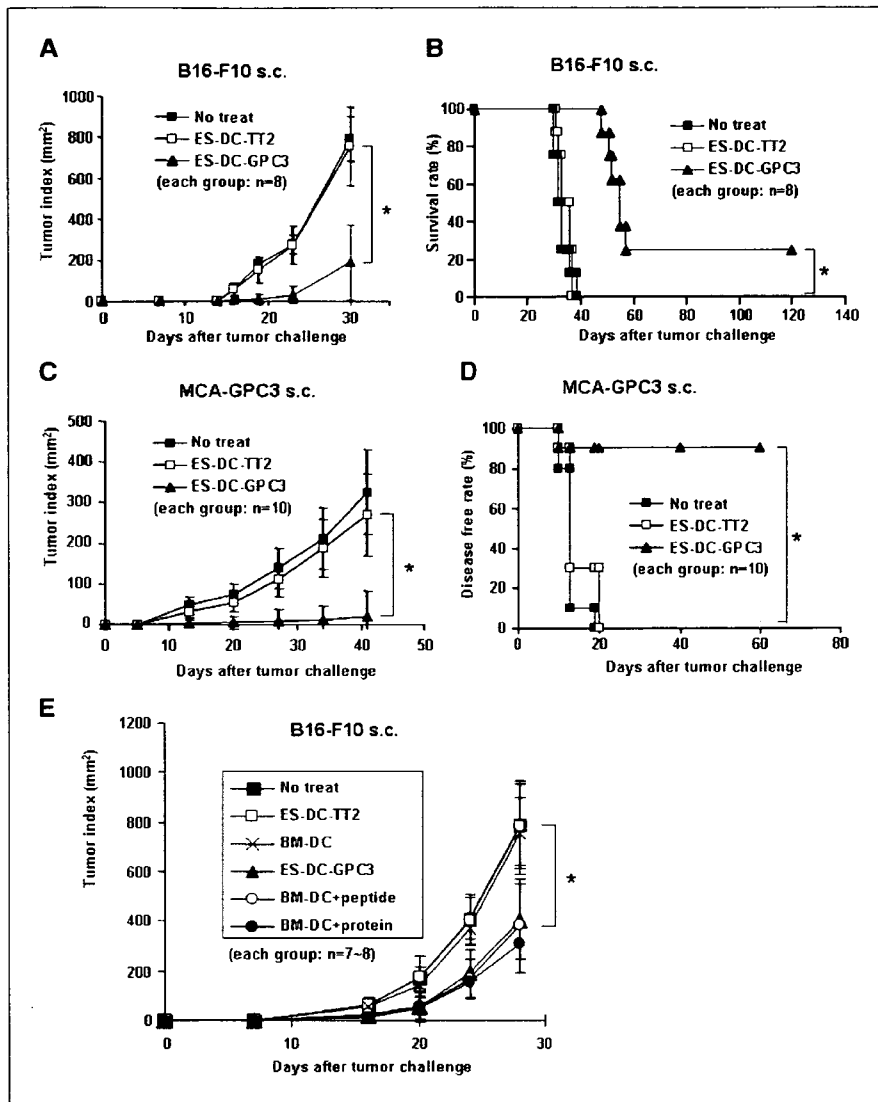 A
B16-F10 s.c.
Tumor index (mm²)
1000
800
600
400
200
0
No treat
ES-DC-TT2
ES-DC-GPC3
(each group: n=8)
*
0
10
20
30
Days after tumor challenge
B
B16-F10 s.c.
Survival rate (%)
100
80
60
40
20
0
No treat
ES-DC-TT2
ES-DC-GPC3
(each group: n=8)
*
0
20
40
60
80
100
120
140
Days after tumor challenge
C
MCA-GPC3 s.c.
Tumor index (mm²)
500
400
300
200
100
0
No treat
ES-DC-TT2
ES-DC-GPC3
(each group: n=10)
*
0
10
20
30
40
50
Days after tumor challenge
D
MCA-GPC3 s.c.
Disease free rate (%)
100
80
60
40
20
0
No treat
ES-DC-TT2
ES-DC-GPC3
(each group: n=10)
*
0
20
40
60
80
Days after tumor challenge
E
B16-F10 s.c.
Tumor index (mm²)
1200
1000
800
600
400
200
0
No treat
ES-DC-TT2
BM-DC
ES-DC-GPC3
BM-DC+peptide
BM-DC+protein
(each group: n=7~8)
*
0
10
20
30
Days after tumor challenge